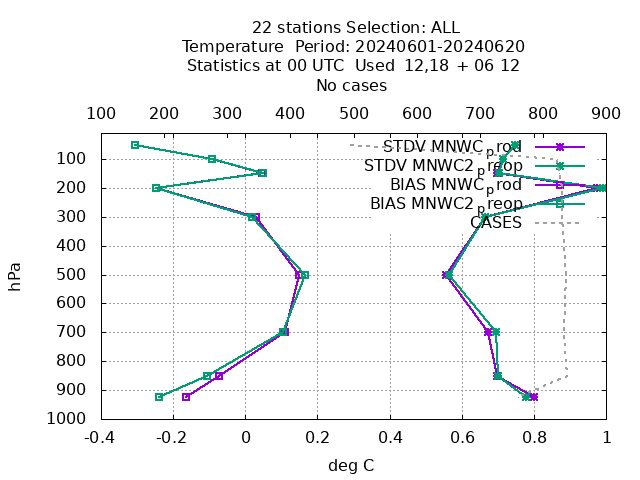 22 stations Selection: ALL
Temperature  Period: 20240601-20240620
Statistics at 00 UTC  Used  12,18 + 06 12
No cases
100 200 300 400 500 600 700 800 900
STDV MNWC_prod
STDV MNWC2_preop
BIAS MNWC_prod
BIAS MNWC2_preop
CASES
100
200
300
400
500
600
700
800
900
1000
hPa
-0.4 -0.2 0 0.2 0.4 0.6 0.8 1
deg C